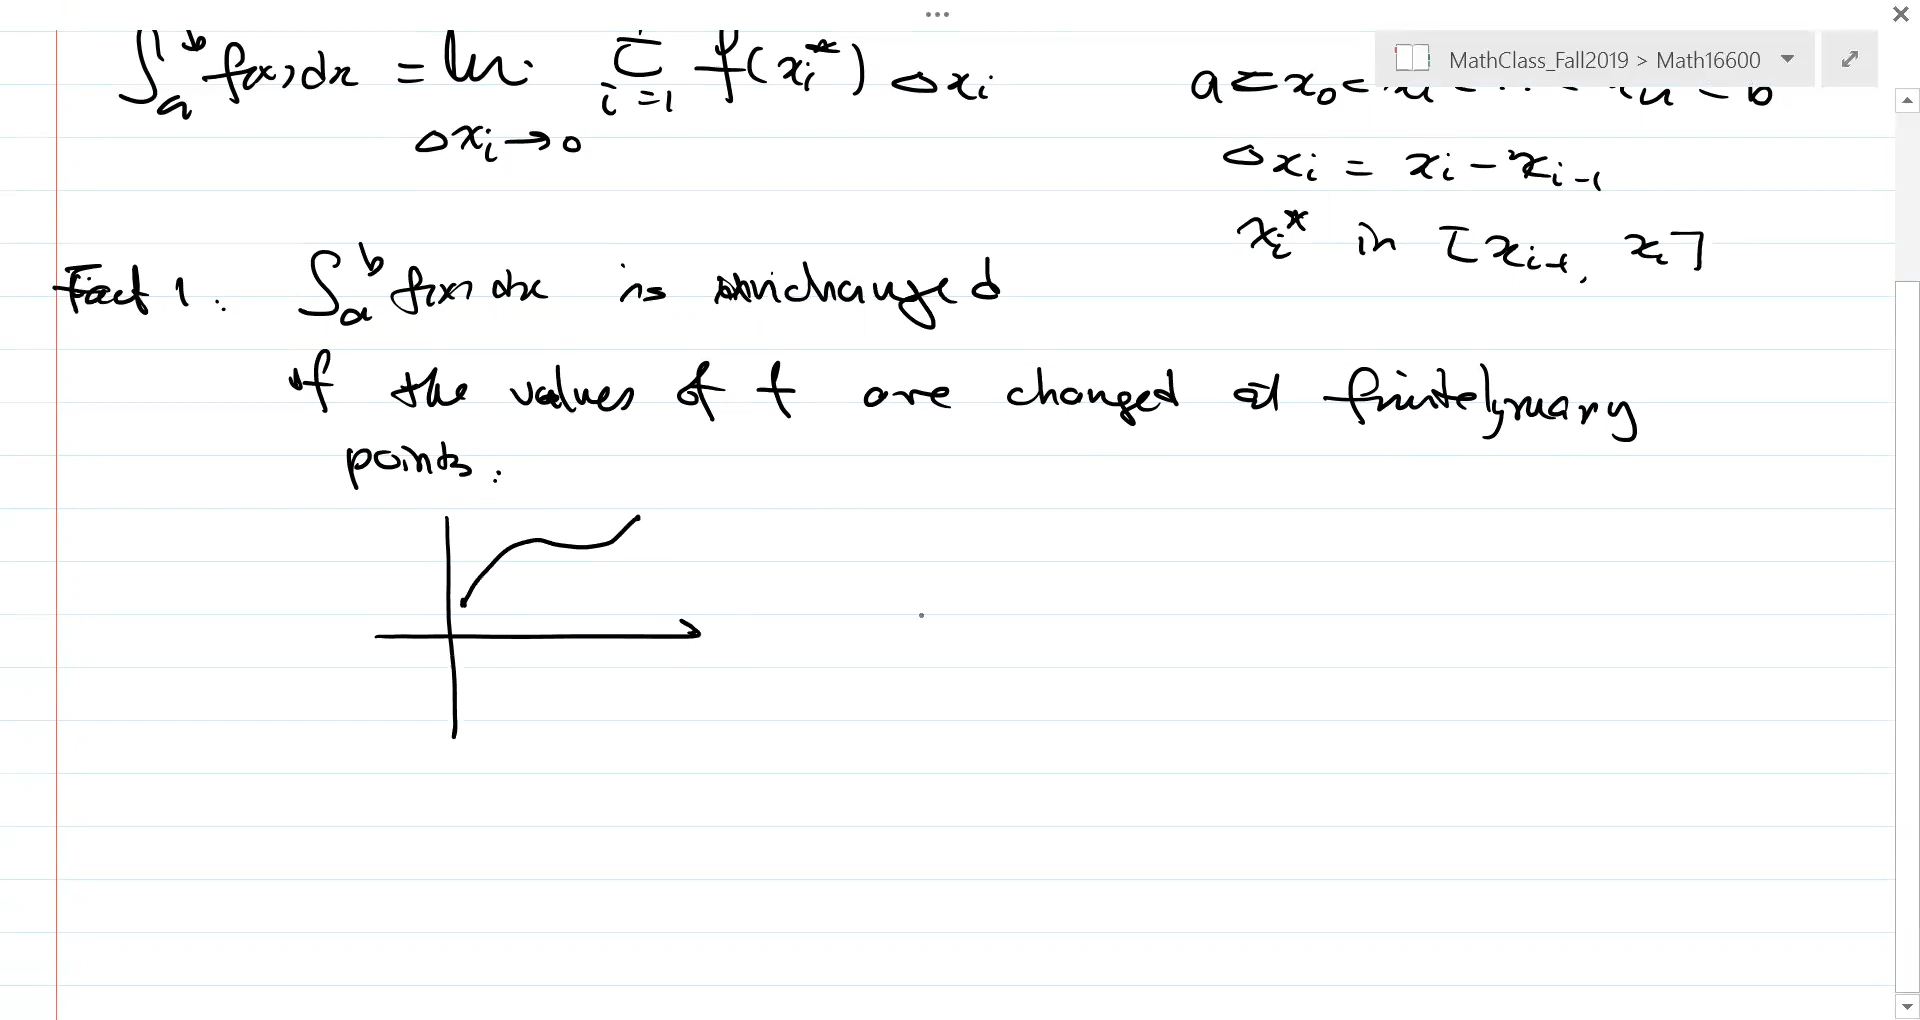 ∫_a^b f(x) dx = lim Σ_{i=1} f(x_i^*) Δx_i
Δx_i → 0
MathClass_Fall2019 > Math16600
a = x_0 <
Δx_i = x_i - x_{i-1}
x_i^* in [x_{i-1}, x_i]
Fact 1: ∫_a^b f(x) dx is unchanged
if the values of f are changed at finitely many
points.